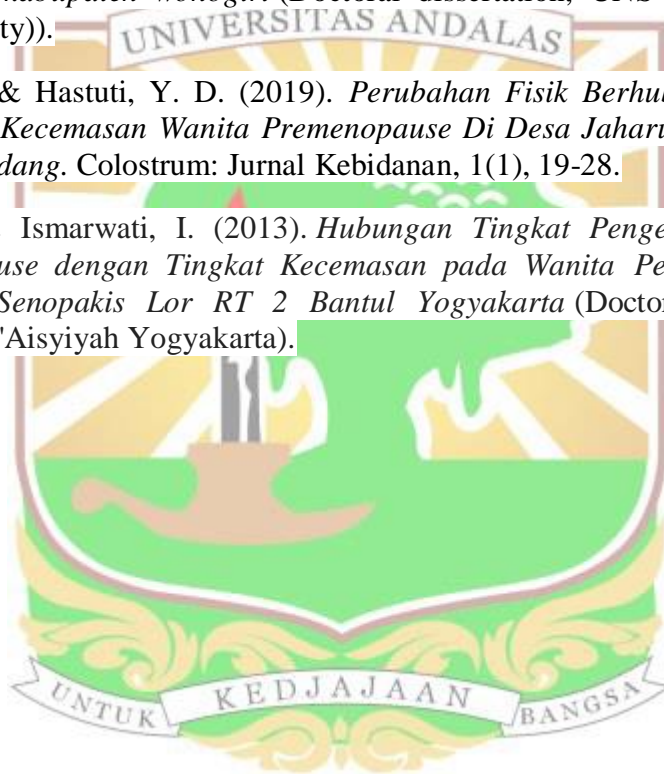 UNIVERSITAS ANDALAS
ty)).
& Hastuti, Y. D. (2019). Perubahan Fisik Berhu
Kecemasan Wanita Premenopause Di Desa Jaharu
dang. Colostrum: Jurnal Kebidanan, 1(1), 19-28.
Ismarwati, I. (2013). Hubungan Tingkat Penge
use dengan Tingkat Kecemasan pada Wanita Pe
Senopakis Lor RT 2 Bantul Yogyakarta (Doctor
'Aisyiyah Yogyakarta).
UNTUK KEDJAJAAN BANGSA